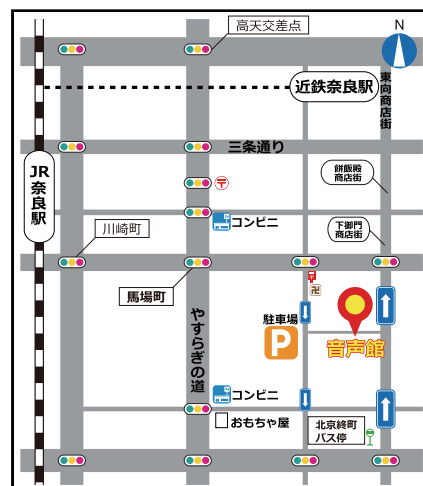 高天交差点
N
近鉄奈良駅
東向商店街
三条通り
JR奈良駅
餅飯殿
商店街
〒
コンビニ
川崎町
下御門
商店街
馬場町
卍
やすらぎの道
駐車場
P
音声館
コンビニ
おもちゃ屋
北京終町
バス停